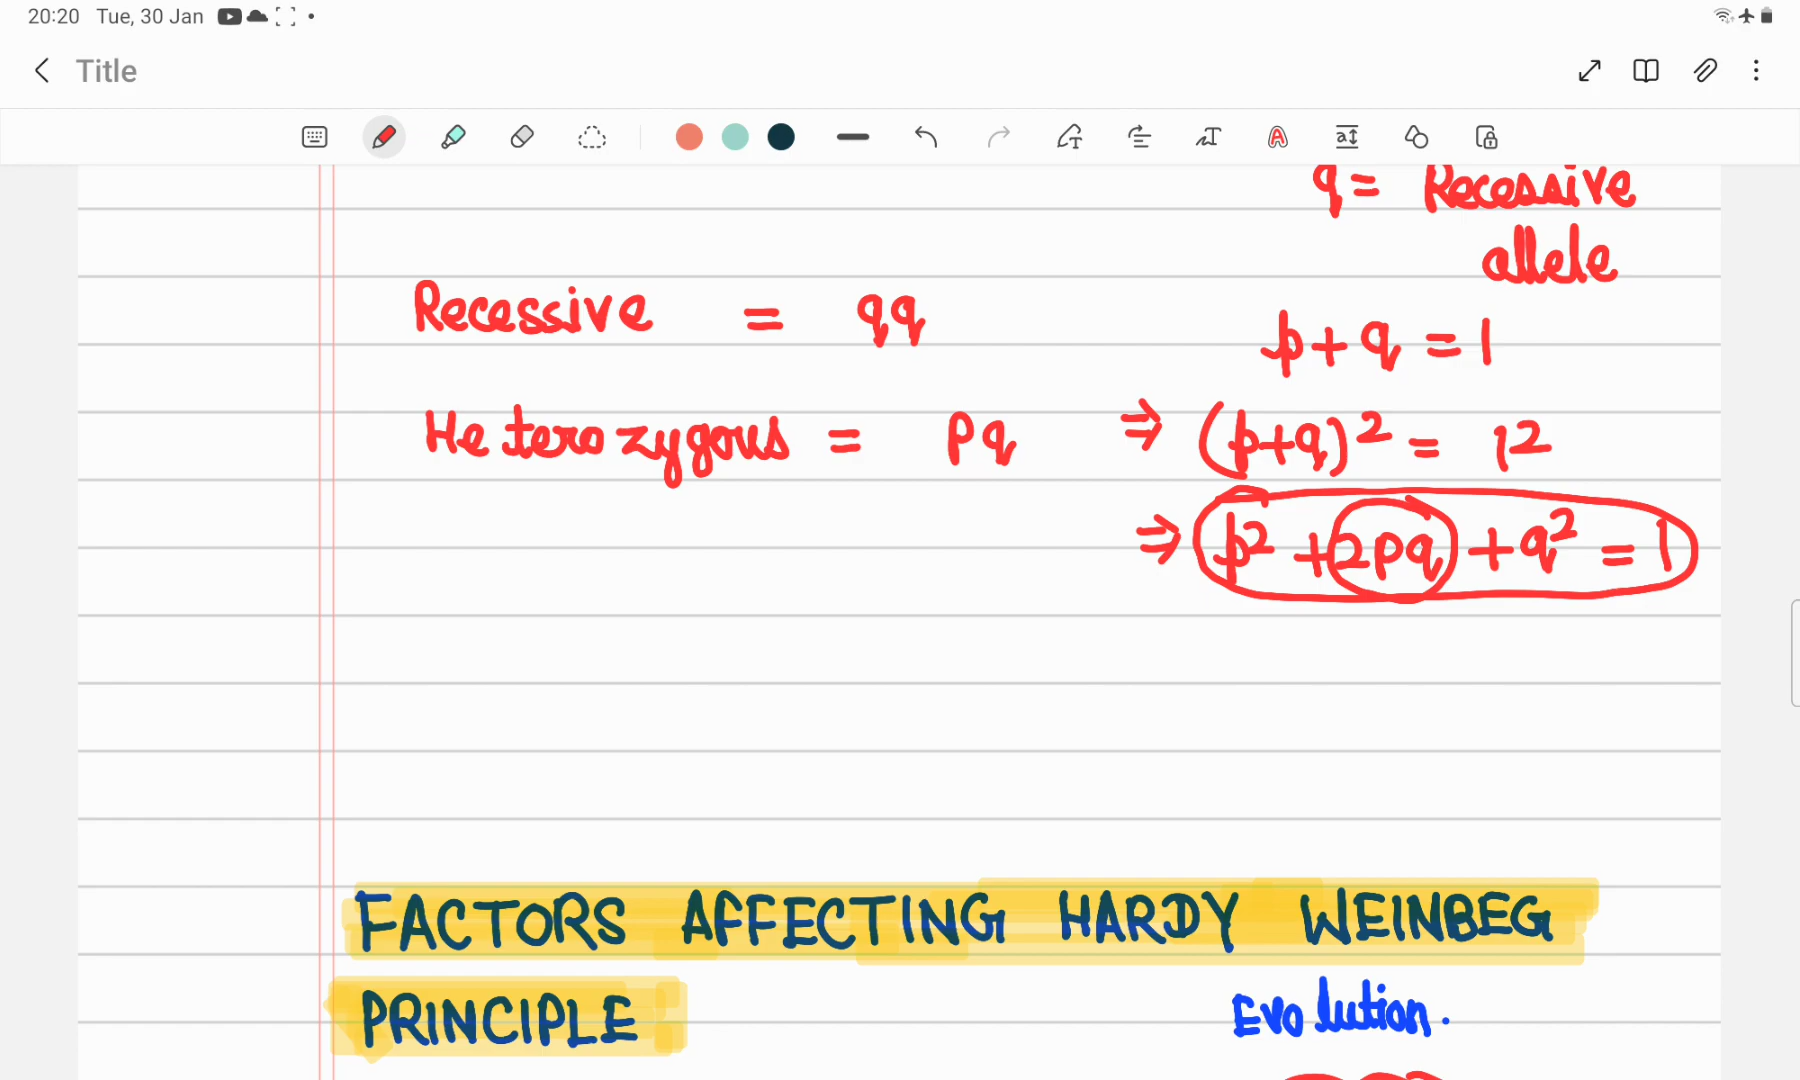 20:20 Tue, 30 Jan
Title
q = Recessive
allele
Recessive = qq
p+q = 1
Heterozygous = Pq ⇒ (p+q)² = 1²
⇒ p² + 2pq + q² = 1
FACTORS AFFECTING HARDY WEINBEG
PRINCIPLE
Evolution.